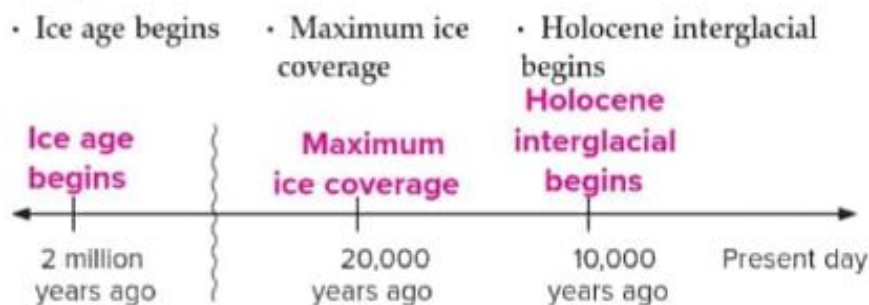 · Ice age begins · Maximum ice coverage · Holocene interglacial begins
Ice age begins
Maximum ice coverage
Holocene interglacial begins
2 million years ago
20,000 years ago
10,000 years ago
Present day